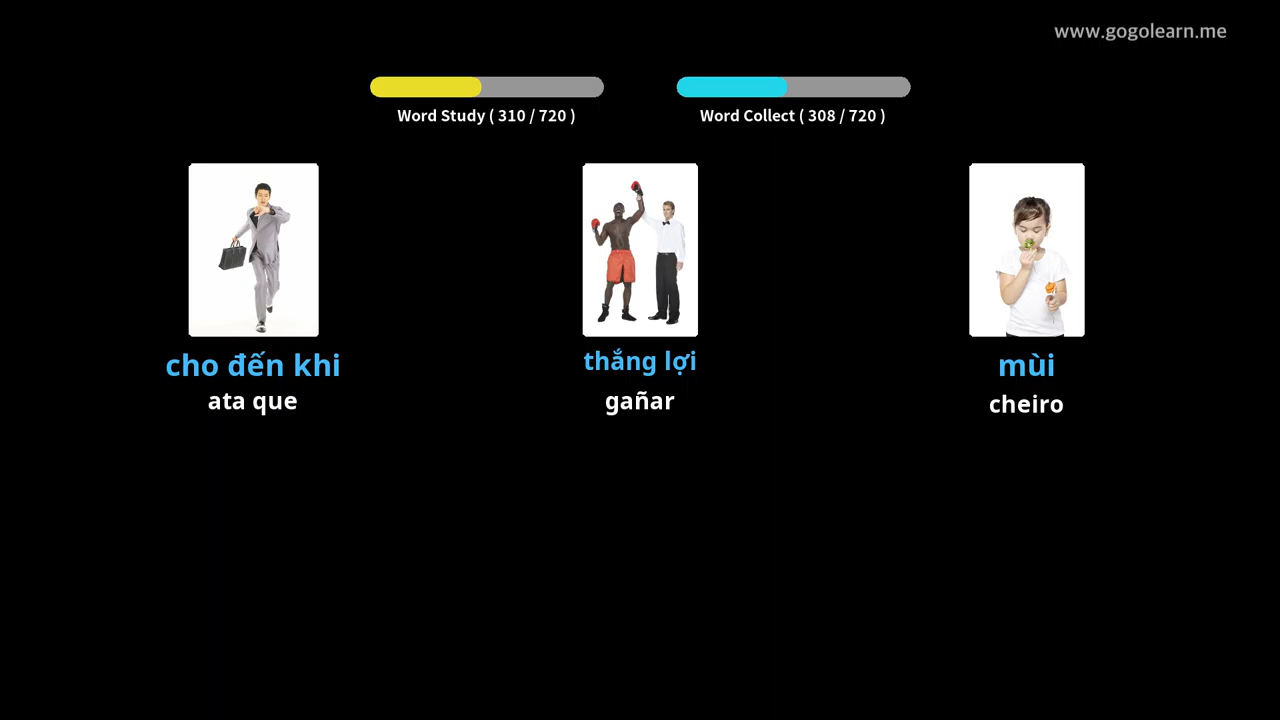 www.gogolearn.me
Word Study ( 310 / 720 )
Word Collect ( 308 / 720 )
cho đến khi
ata que
thắng lợi
gañar
mùi
cheiro